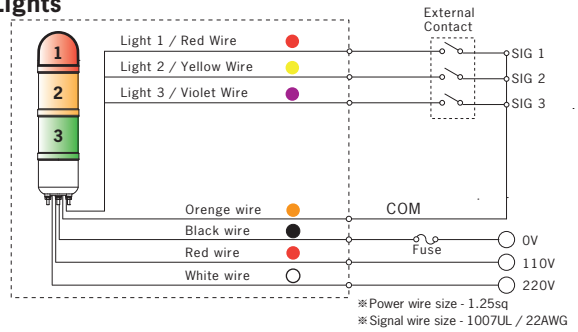 Lights
External
Contact
1
Light 1 / Red Wire
SIG 1
2
Light 2 / Yellow Wire
SIG 2
Light 3 / Violet Wire
SIG 3
3
Orenge wire
COM
Black wire
Fuse
0V
Red wire
110V
White wire
220V
※Power wire size - 1.25sq
※Signal wire size - 1007UL / 22AWG